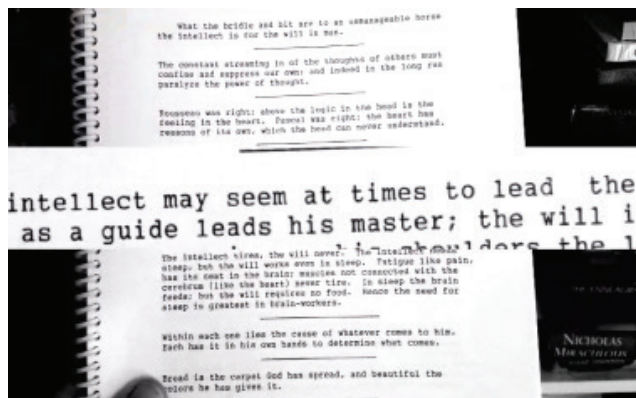 What the bridle and bit are to an unmanageable horse
the intellect is for the will in man.
The constant streaming in of the thoughts of others must
confine and suppress our own; and indeed in the long run
paralyze the power of thought.
Rousseau was right; above the logic in the head is the
feeling in the heart. Pascal was right; the heart has
reasons of its own, which the head can never understand.
intellect may seem at times to lead the
as a guide leads his master; the will i
shoulders the
The intellect tires, the will never. The intellect
sleep, but the will works even in sleep. Fatigue like pain,
has its seat in the brain; muscles not connected with the
cerebrum (like the heart) never tire. In sleep the brain
feeds; but the will requires no food. Hence the need for
sleep is greatest in brain-workers.
Within each one lies the cause of whatever comes to him.
Each has it in his own hands to determine what comes.
Bread is the carpet God has spread, and beautiful the
colors he has given it.
NICHOLAS
MIRACULOUS